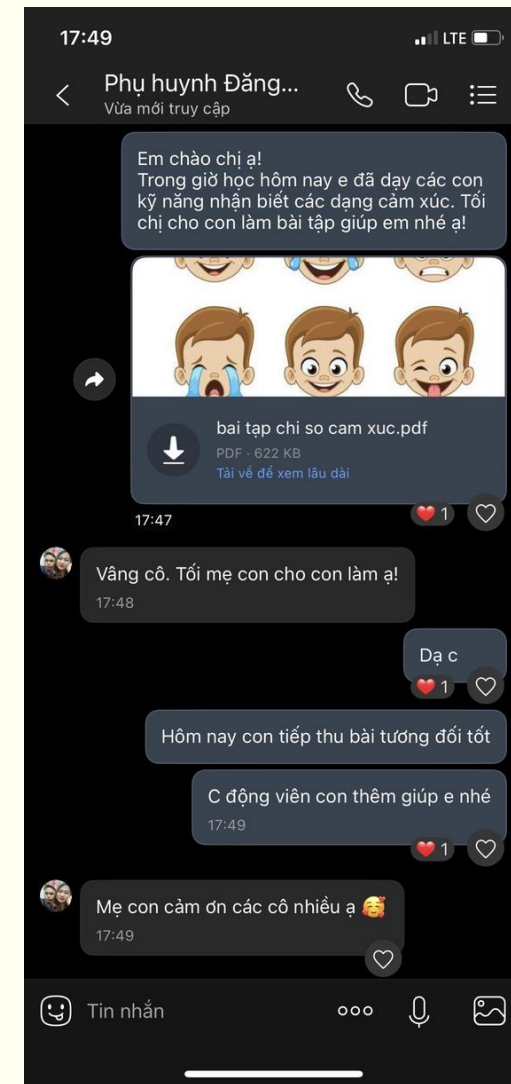 17:49
LTE
Phụ huynh Đăng...
Vừa mới truy cập
Em chào chị ạ!
Trong giờ học hôm nay e đã dạy các con
kỹ năng nhận biết các dạng cảm xúc. Tối
chị cho con làm bài tập giúp em nhé ạ!
bai tạp chi so cam xuc.pdf
PDF - 622 KB
Tải về để xem lâu dài
17:47
1
Vâng cô. Tối mẹ con cho con làm ạ!
17:48
Dạ c
1
Hôm nay con tiếp thu bài tương đối tốt
C động viên con thêm giúp e nhé
17:49
1
Mẹ con cảm ơn các cô nhiều ạ 🥰
17:49
Tin nhắn